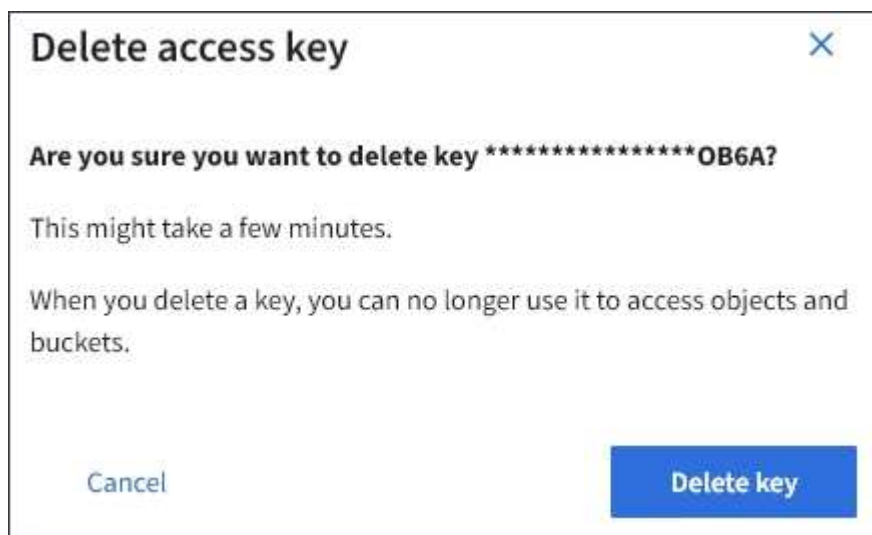 Delete access key
Are you sure you want to delete key ****************OB6A?
This might take a few minutes.
When you delete a key, you can no longer use it to access objects and
buckets.
Cancel
Delete key